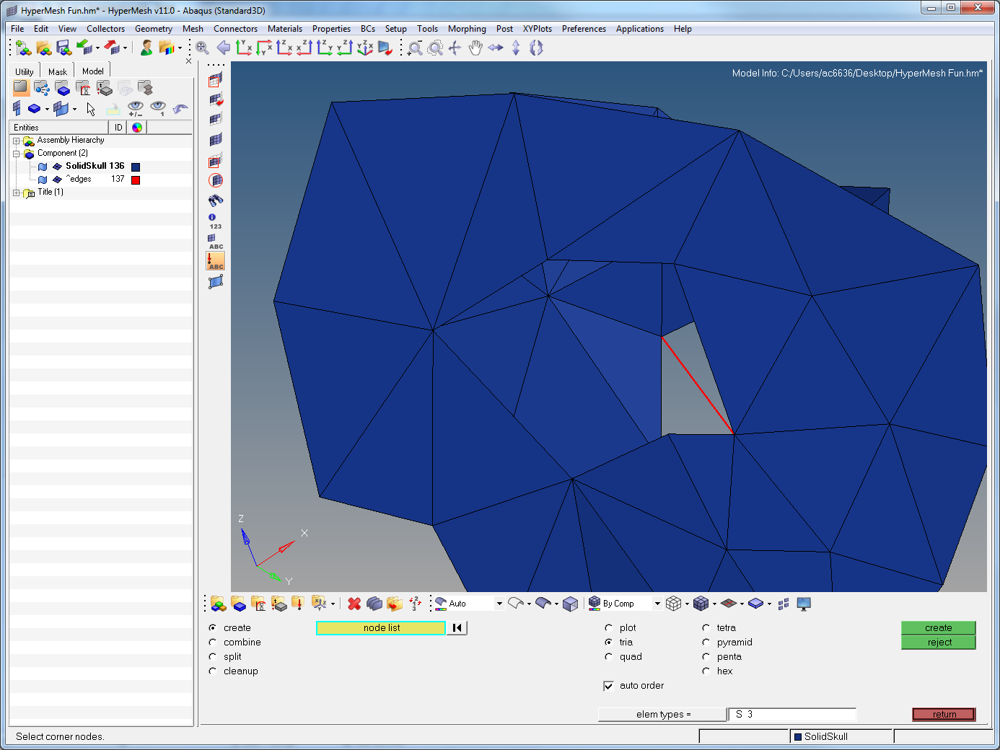 HyperMesh Fun.hm* - HyperMesh v11.0 - Abaqus (Standard3D)
File Edit View Collectors Geometry Mesh Connectors Materials Properties BCs Setup Tools Morphing Post XYPlots Preferences Applications Help
Utility Mask Model
Entities ID
Assembly Hierarchy
Component (2)
SolidSkull 136
^edges 137
Title (1)
123
ABC
ABC
Model Info: C:/Users/ac6636/Desktop/HyperMesh Fun.hm*
Z
X
Y
Auto
By Comp
create
combine
split
cleanup
node list
plot
tria
quad
auto order
tetra
pyramid
penta
hex
elem types =
S 3
create
reject
return
Select corner nodes.
SolidSkull